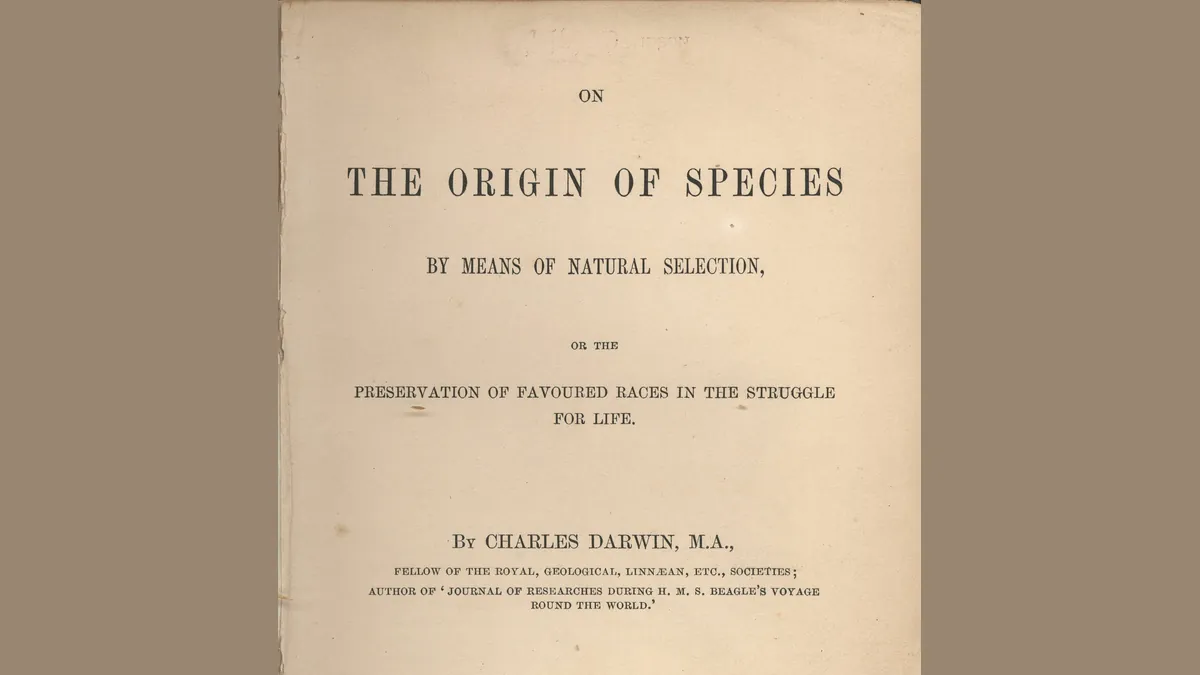 ON
THE ORIGIN OF SPECIES
BY MEANS OF NATURAL SELECTION,
OR THE
PRESERVATION OF FAVOURED RACES IN THE STRUGGLE
FOR LIFE.
By CHARLES DARWIN, M.A.,
FELLOW OF THE ROYAL, GEOLOGICAL, LINNÆAN, ETC., SOCIETIES;
AUTHOR OF ‘JOURNAL OF RESEARCHES DURING H. M. S. BEAGLE’S VOYAGE
ROUND THE WORLD.’